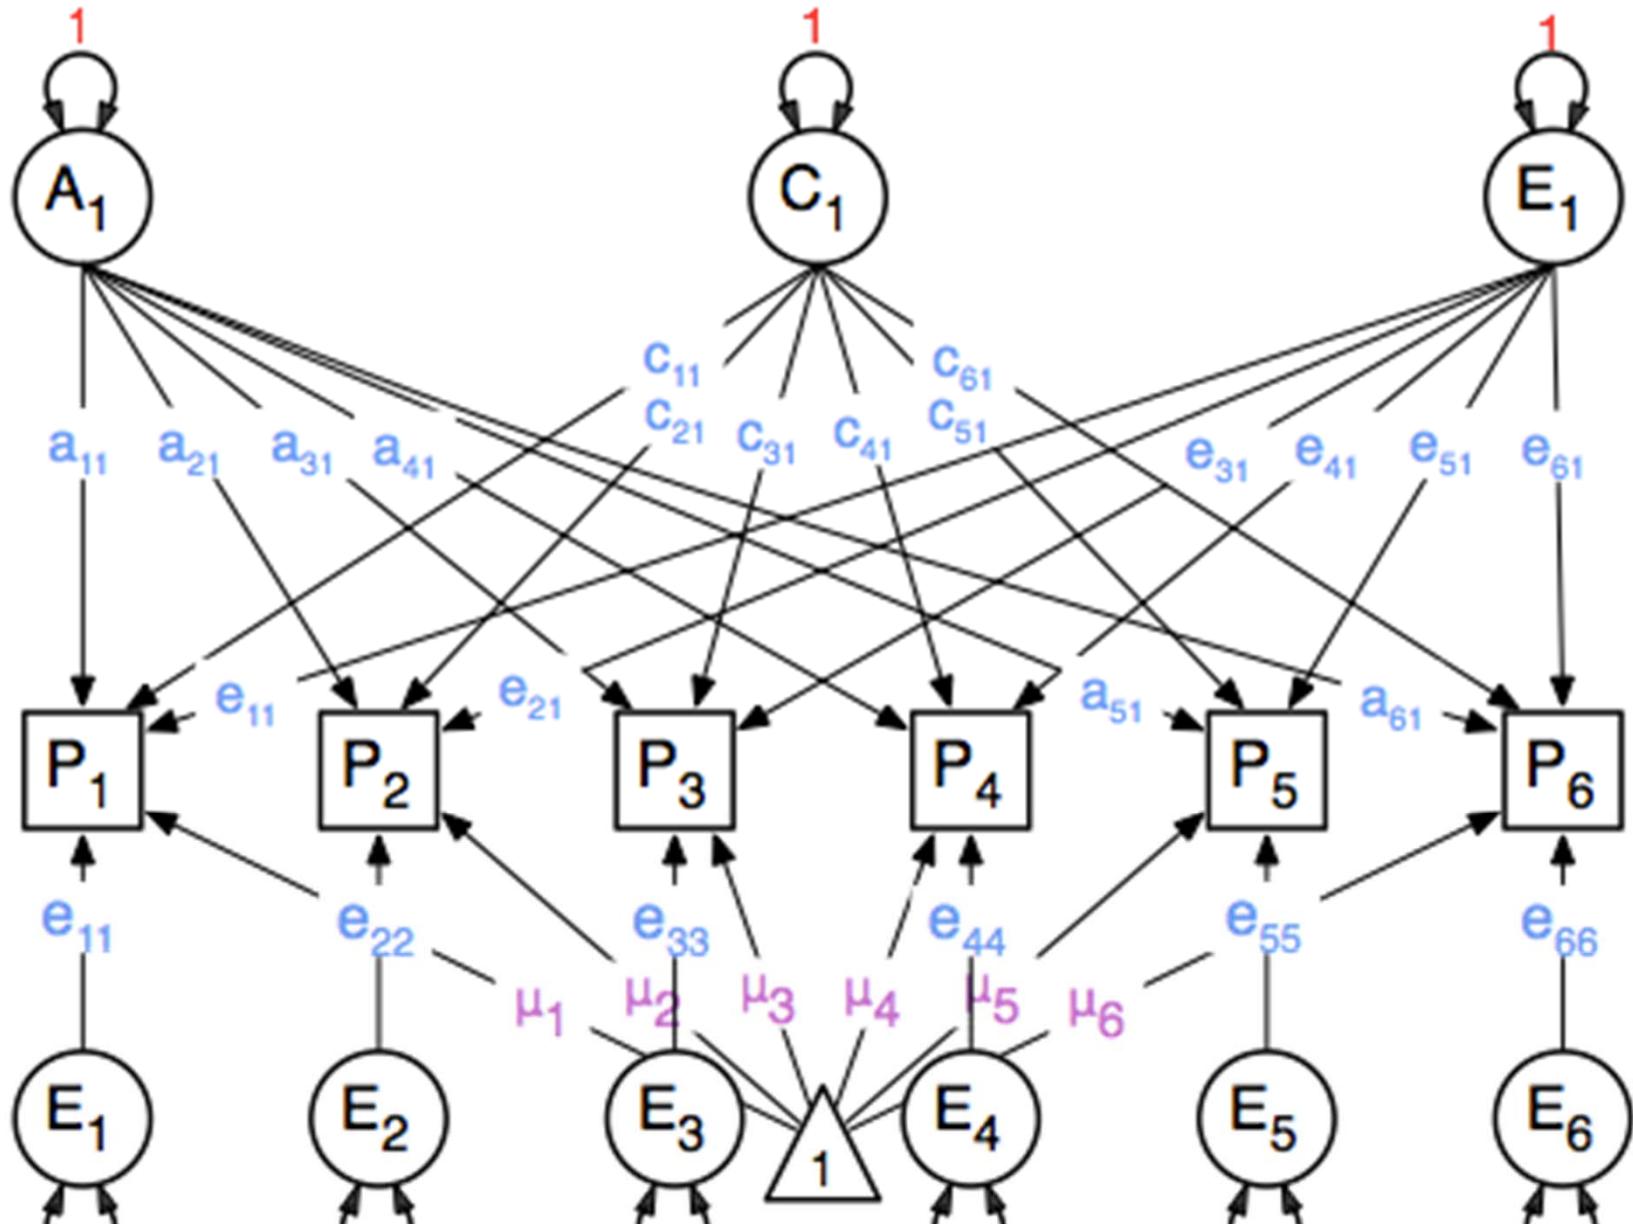 1 1 1
A1 C1 E1
c11 c61
c21 c51
a11 a21 a31 a41 c31 c41 e31 e41 e51 e61
e11 e21 a51 a61
P1 P2 P3 P4 P5 P6
e11 e22 e33 e44 e55 e66
μ1 μ2 μ3 μ4 μ5 μ6
E1 E2 E3 E4 E5 E6
1